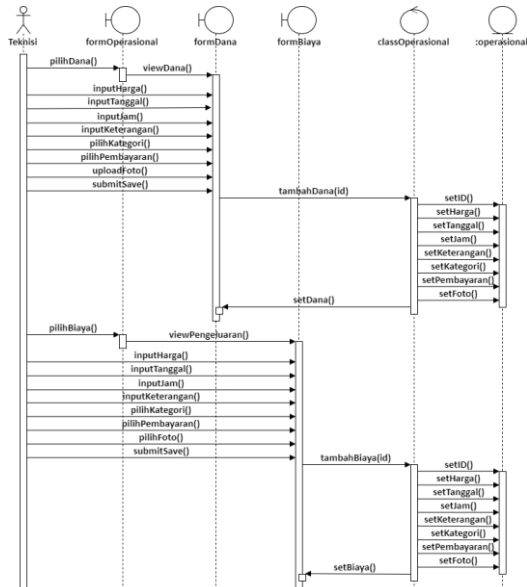 Teknisi formOperasional formDana formBiaya classOperasional :operasional
pilihDana()
viewDana()
inputHarga()
inputTanggal()
inputJam()
inputKeterangan()
pilihKategori()
pilihPembayaran()
uploadFoto()
submitSave()
tambahDana(id)
setID()
setHarga()
setTanggal()
setJam()
setKeterangan()
setKategori()
setPembayaran()
setFoto()
setDana()
pilihBiaya()
viewPengeluaran()
inputHarga()
inputTanggal()
inputJam()
inputKeterangan()
pilihKategori()
pilihPembayaran()
pilihFoto()
submitSave()
tambahBiaya(id)
setID()
setHarga()
setTanggal()
setJam()
setKeterangan()
setKategori()
setPembayaran()
setFoto()
setBiaya()